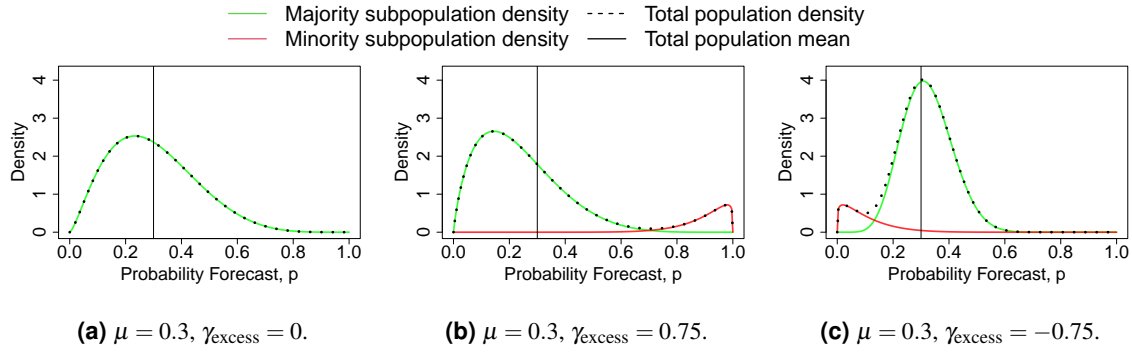 Majority subpopulation density
Total population density
Minority subpopulation density
Total population mean
Density
0 1 2 3 4
0.0 0.2 0.4 0.6 0.8 1.0
Probability Forecast, p
(a) μ = 0.3, γexcess = 0.
Density
0 1 2 3 4
0.0 0.2 0.4 0.6 0.8 1.0
Probability Forecast, p
(b) μ = 0.3, γexcess = 0.75.
Density
0 1 2 3 4
0.0 0.2 0.4 0.6 0.8 1.0
Probability Forecast, p
(c) μ = 0.3, γexcess = −0.75.